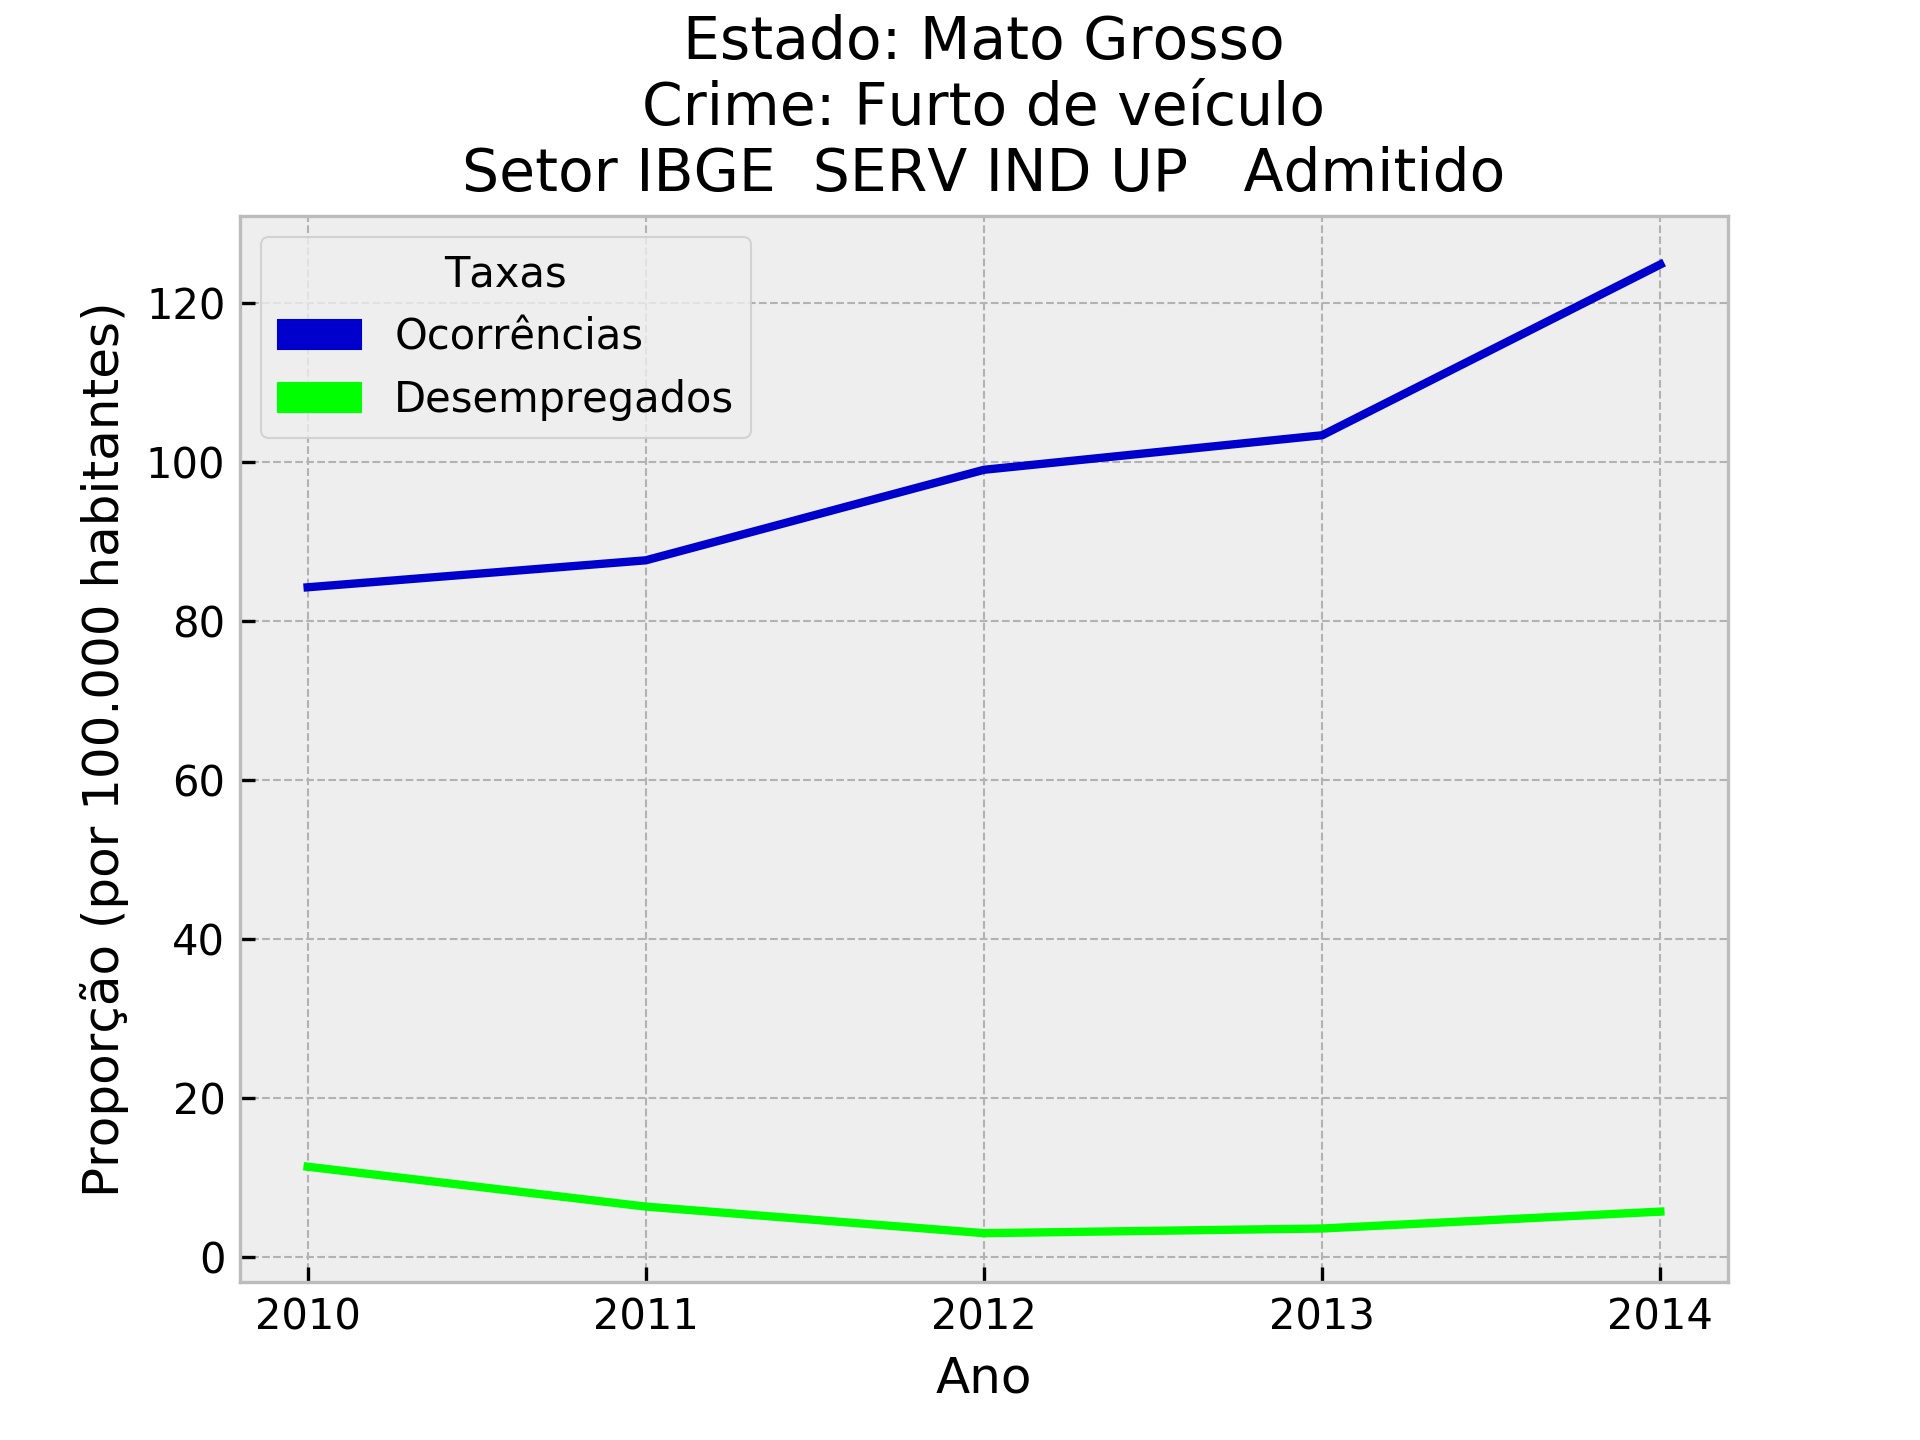 Estado: Mato Grosso
Crime: Furto de veículo
Setor IBGE  SERV IND UP   Admitido
Taxas
Ocorrências
Desempregados
Proporção (por 100.000 habitantes)
120
100
80
60
40
20
0
2010 2011 2012 2013 2014
Ano